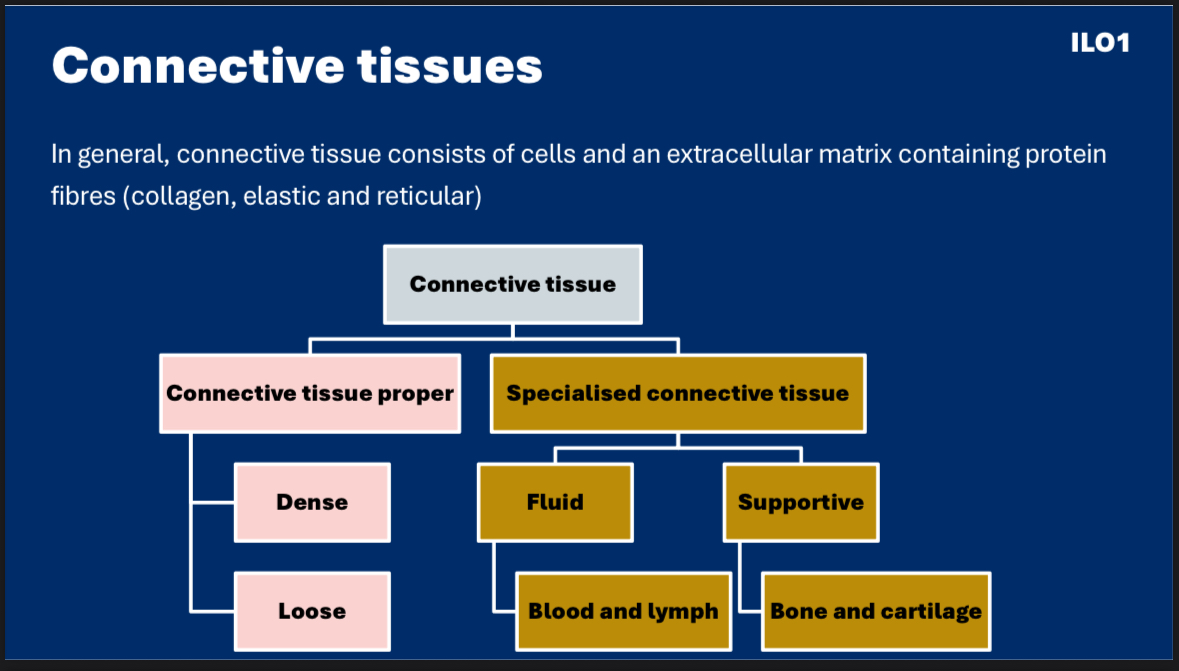 ILO1
Connective tissues
In general, connective tissue consists of cells and an extracellular matrix containing protein
fibres (collagen, elastic and reticular)
Connective tissue
Connective tissue proper
Specialised connective tissue
Dense
Fluid
Supportive
Loose
Blood and lymph
Bone and cartilage